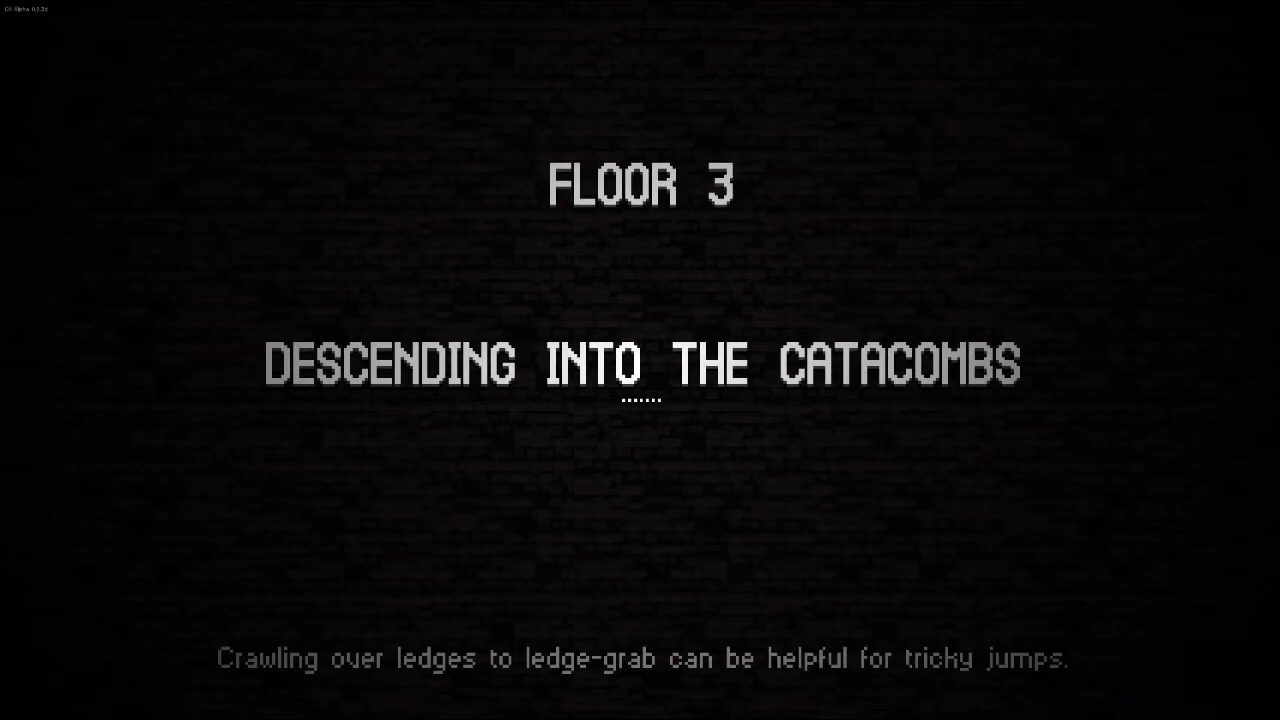 FLOOR 3
DESCENDING INTO THE CATACOMBS
.......
Crawling over ledges to ledge-grab can be helpful for tricky jumps.